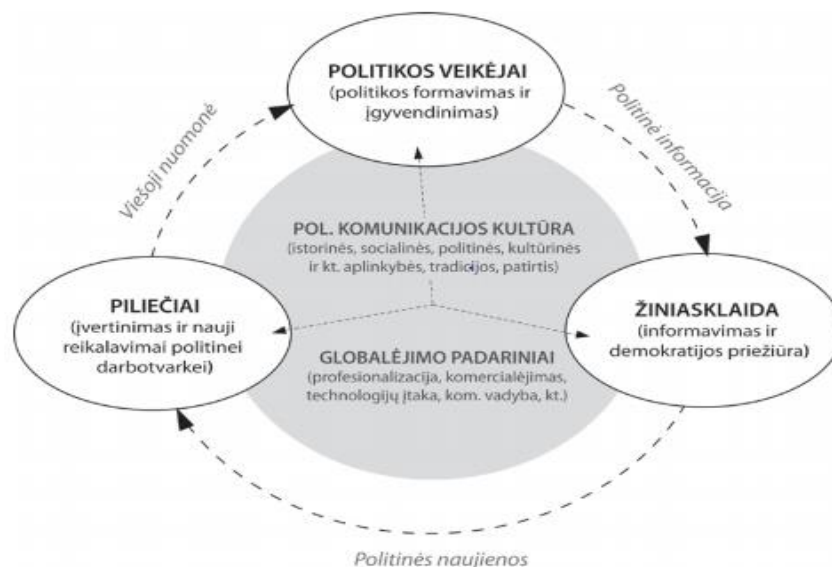 POLITIKOS VEIKĖJAI
(politikos formavimas ir
įgyvendinimas)
Viešoji nuomonė
Politinė informacija
POL. KOMUNIKACIJOS KULTŪRA
(istorinės, socialinės, politinės, kultūrinės
ir kt. aplinkybės, tradicijos, patirtis)
PILIEČIAI
(įvertinimas ir nauji
reikalavimai politinei
darbotvarkei)
ŽINIASKLAIDA
(informavimas ir
demokratijos priežiūra)
GLOBALĖJIMO PADARINIAI
(profesionalizacija, komercialėjimas,
technologijų įtaka, kom. vadyba, kt.)
Politinės naujienos